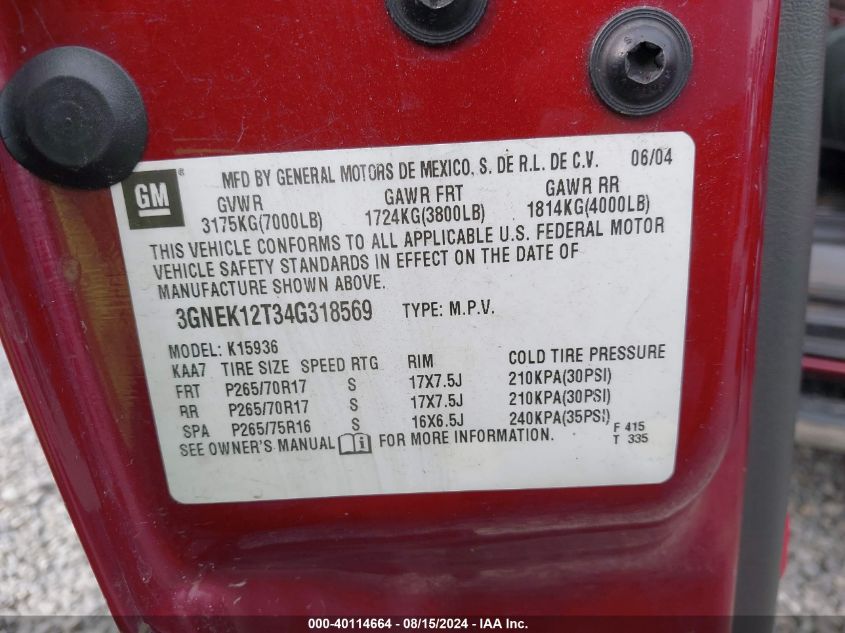 GM® MFD BY GENERAL MOTORS DE MEXICO, S. DE R.L. DE C.V. 06/04
GVWR GAWR FRT GAWR RR
3175KG(7000LB) 1724KG(3800LB) 1814KG(4000LB)
THIS VEHICLE CONFORMS TO ALL APPLICABLE U.S. FEDERAL MOTOR
VEHICLE SAFETY STANDARDS IN EFFECT ON THE DATE OF
MANUFACTURE SHOWN ABOVE.
3GNEK12T34G318569 TYPE: M.P.V.
MODEL: K15936
KAA7 TIRE SIZE SPEED RTG RIM COLD TIRE PRESSURE
FRT P265/70R17 S 17X7.5J 210KPA(30PSI)
RR P265/70R17 S 17X7.5J 210KPA(30PSI)
SPA P265/75R16 S 16X6.5J 240KPA(35PSI)
SEE OWNER'S MANUAL FOR MORE INFORMATION.
F 415
T 335
000-40114664 - 08/15/2024 - IAA Inc.